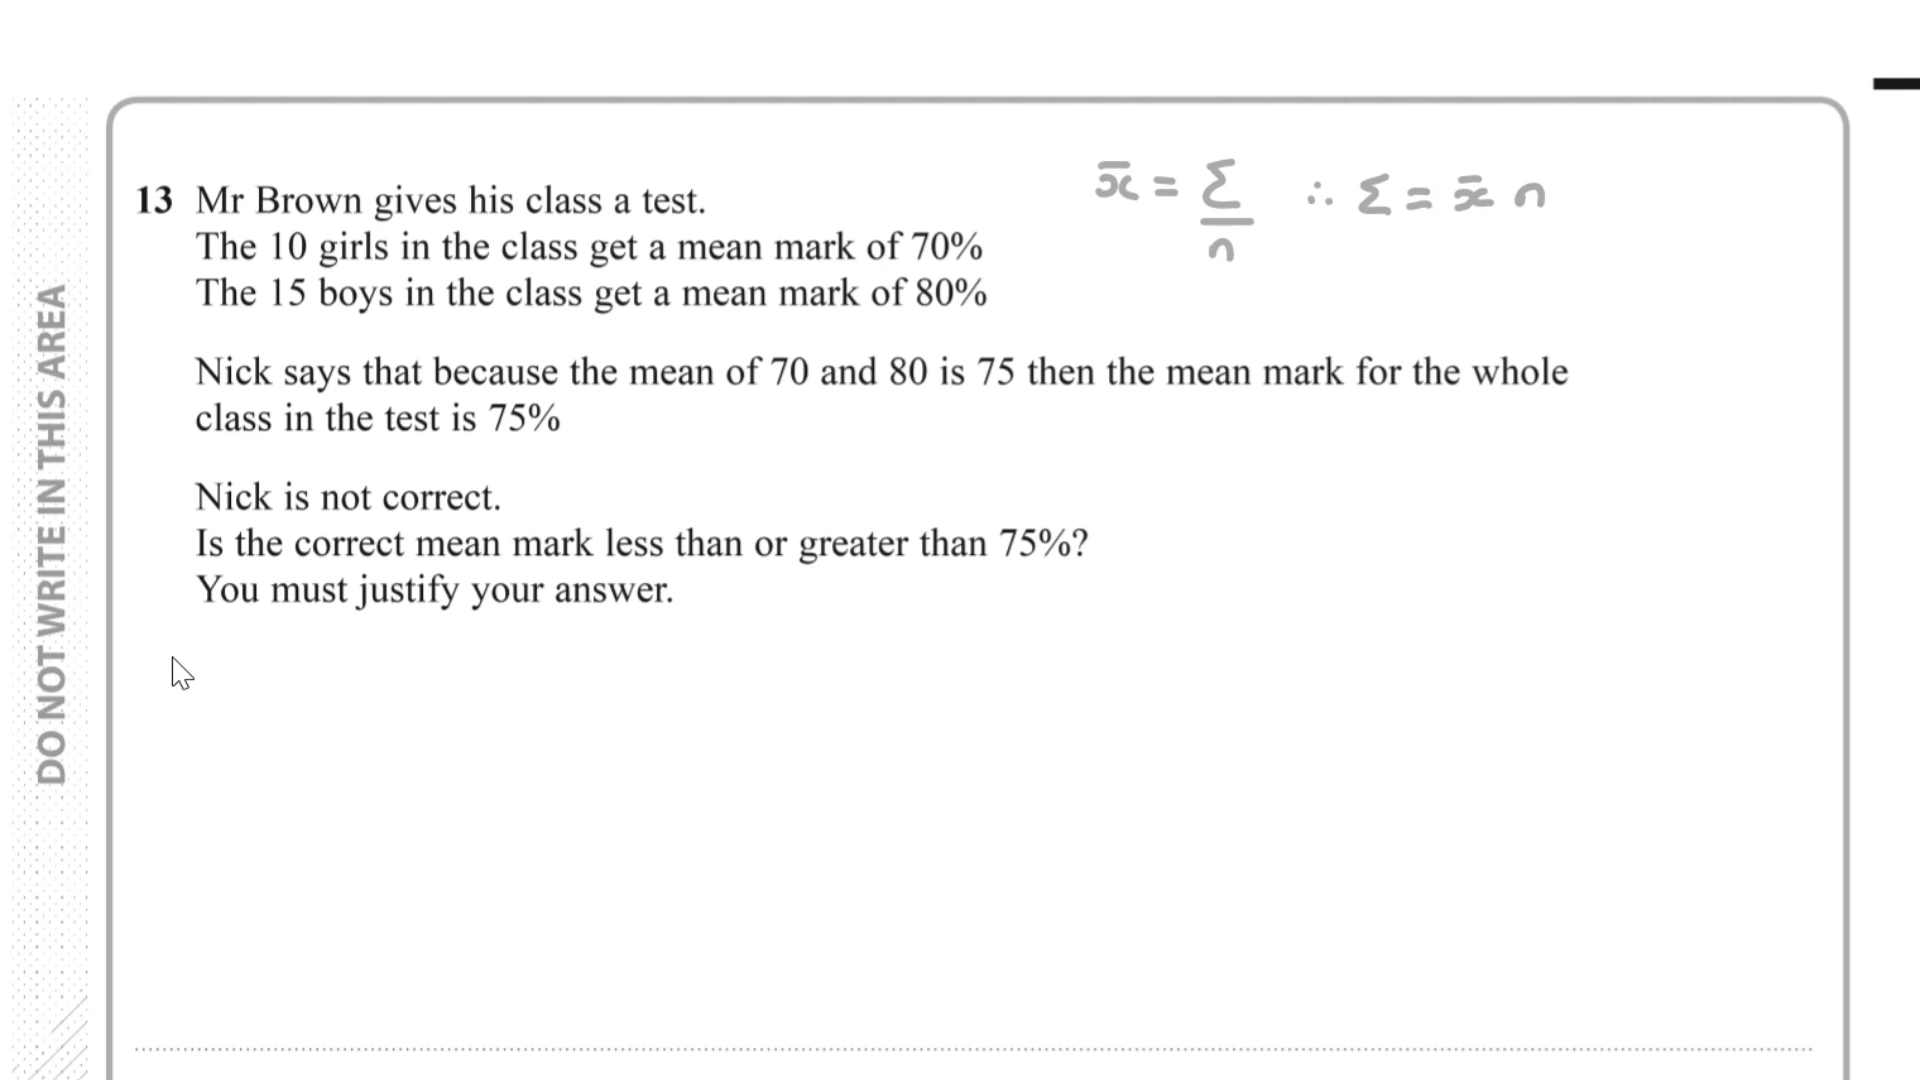 13 Mr Brown gives his class a test.
x̄ = Σ/n ∴ Σ = x̄ n
The 10 girls in the class get a mean mark of 70%
The 15 boys in the class get a mean mark of 80%
Nick says that because the mean of 70 and 80 is 75 then the mean mark for the whole
class in the test is 75%
Nick is not correct.
Is the correct mean mark less than or greater than 75%?
You must justify your answer.
DO NOT WRITE IN THIS AREA